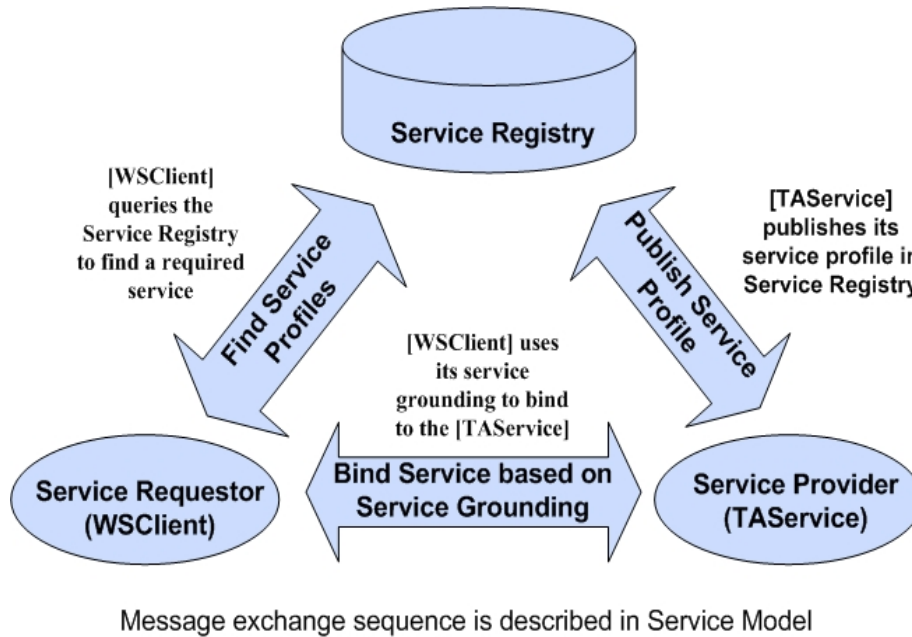 Service Registry
[WSClient]
queries the
Service Registry
to find a required
service
Find Service
Profiles
Publish Service
Profile
[TAService]
publishes its
service profile in
Service Registry
[WSClient] uses
its service
grounding to bind
to the [TAService]
Bind Service based on
Service Grounding
Service Requestor
(WSClient)
Service Provider
(TAService)
Message exchange sequence is described in Service Model